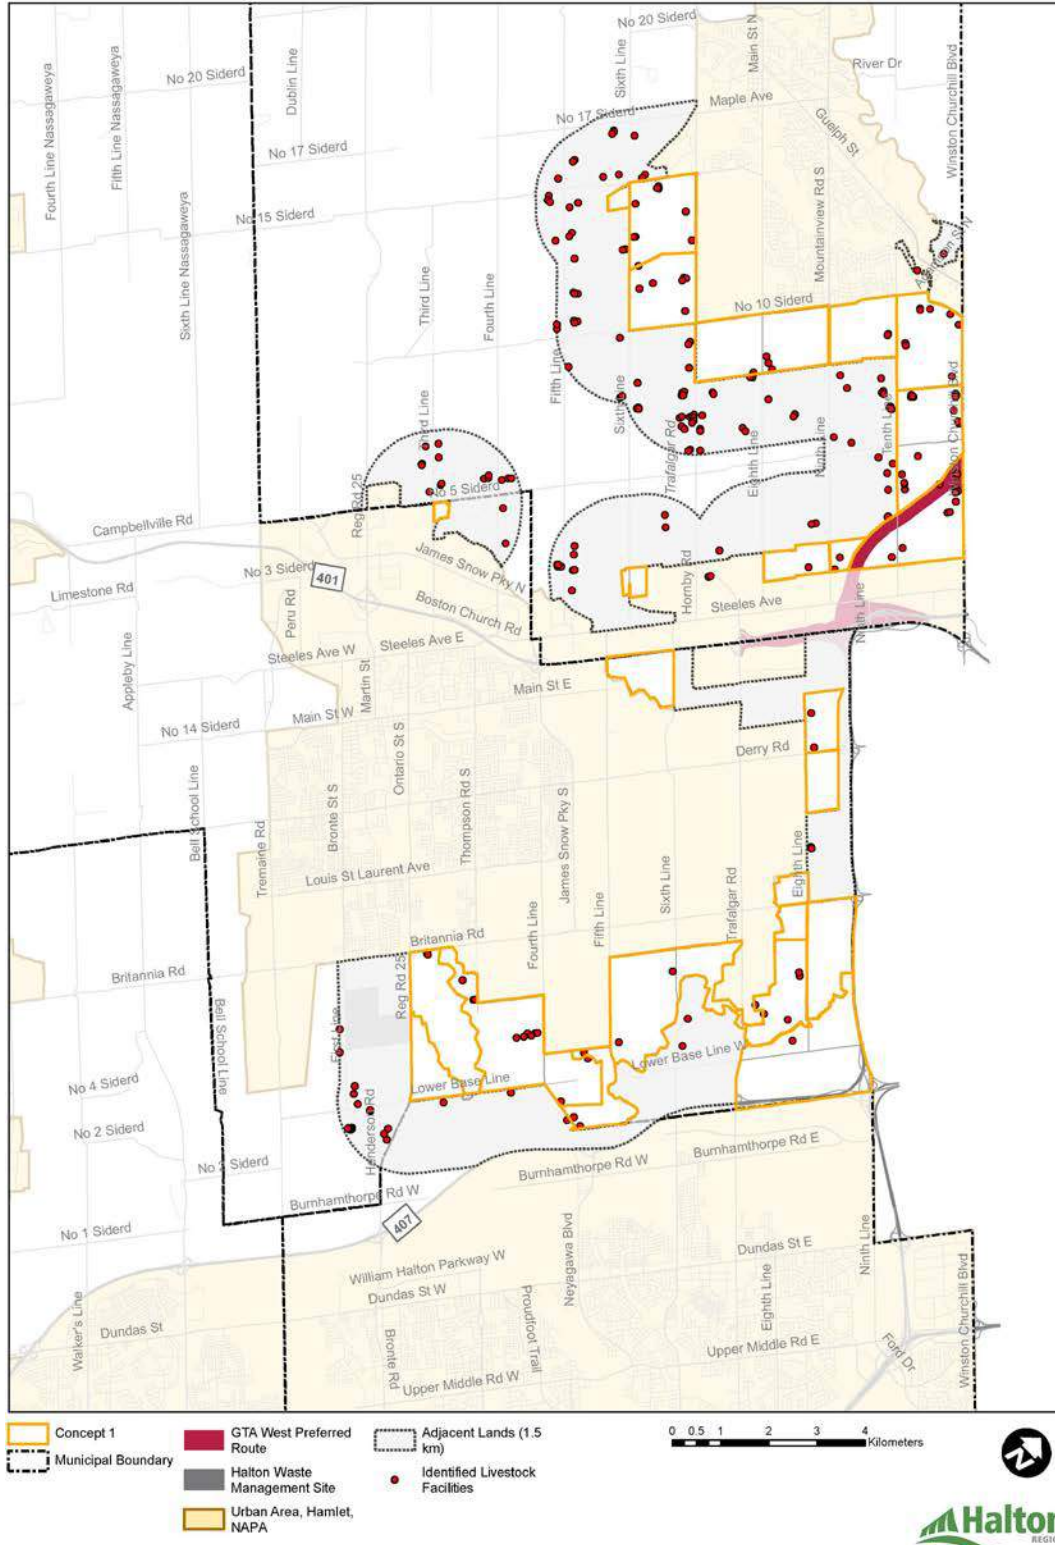 No 20 Siderd
Sixth Line
Main St N
River Dr
Winston Churchill Blvd
Fourth Line Nassagaweya
Fifth Line Nassagaweya
No 20 Siderd
Dublin Line
Maple Ave
No 17 Siderd
Guelph St
No 17 Siderd
No 15 Siderd
Sixth Line Nassagaweya
Mountainview Rd S
Third Line
Fourth Line
No 10 Siderd
Fifth Line
Sixth Line
Third Line
Trafalgar Rd
Eighth Line
Ninth Line
Tenth Line
Winston Churchill Blvd
Reg Rd 25
No 5 Siderd
Campbellville Rd
James Snow Pky N
No 3 Siderd
401
Limestone Rd
Peru Rd
Boston Church Rd
Hornby Rd
Steeles Ave
Ninth Line
Steeles Ave E
Steeles Ave W
Appleby Line
Martin St
Main St E
Main St W
No 14 Siderd
Ontario St S
Derry Rd
Bell School Line
Bronte St S
Thompson Rd S
James Snow Pky S
Tremaine Rd
Louis St Laurent Ave
Sixth Line
Trafalgar Rd
Eighth Line
Fourth Line
Fifth Line
Britannia Rd
Britannia Rd
Reg Rd 25
Bell School Line
First Line
Lower Base Line W
Lower Base Line
No 4 Siderd
Henderson Rd
No 2 Siderd
Burnhamthorpe Rd E
Burnhamthorpe Rd W
Burnhamthorpe Rd W
No 1 Siderd
407
Neyagawa Blvd
Ninth Line
Dundas St E
William Halton Parkway W
Dundas St W
Eighth Line
Walker's Line
Dundas St
Proudfoot Trail
Bronte Rd
Upper Middle Rd E
Ford Dr
Winston Churchill Blvd
Upper Middle Rd W
Concept 1
Municipal Boundary
GTA West Preferred
Route
Halton Waste
Management Site
Urban Area, Hamlet,
NAPA
Adjacent Lands (1.5
km)
Identified Livestock
Facilities
0 0.5 1 2 3 4
Kilometers
N
Halton
REGION